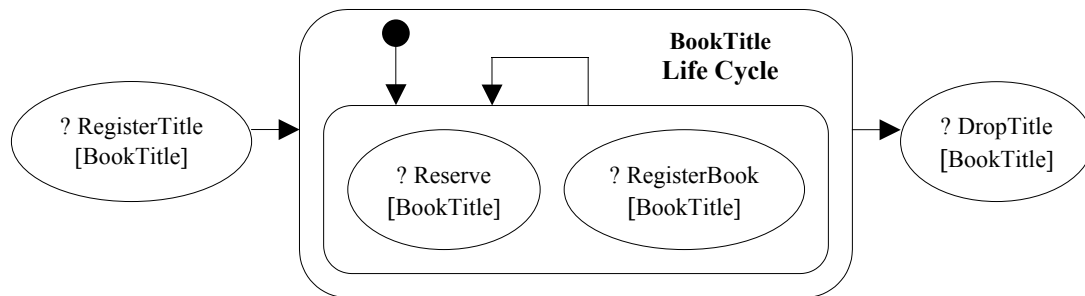 BookTitle
Life Cycle
? RegisterTitle
[BookTitle]
? Reserve
[BookTitle]
? RegisterBook
[BookTitle]
? DropTitle
[BookTitle]